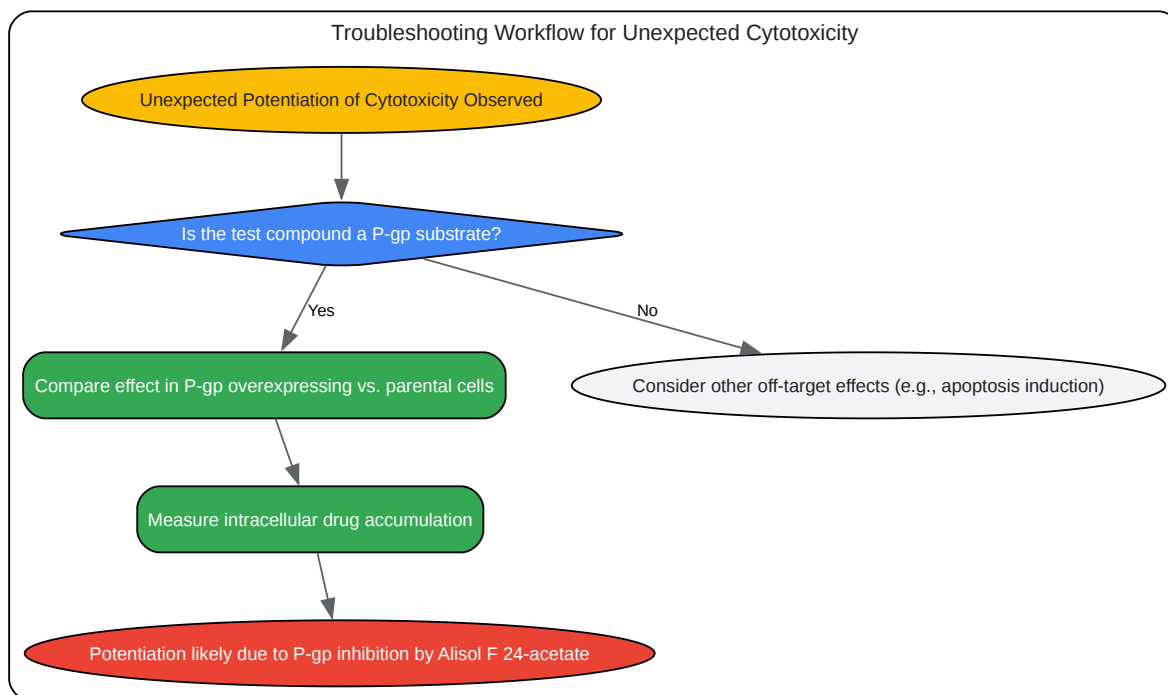 Troubleshooting Workflow for Unexpected Cytotoxicity
Unexpected Potentiation of Cytotoxicity Observed
Is the test compound a P-gp substrate?
Yes
No
Compare effect in P-gp overexpressing vs. parental cells
Consider other off-target effects (e.g., apoptosis induction)
Measure intracellular drug accumulation
Potentiation likely due to P-gp inhibition by Alisol F 24-acetate